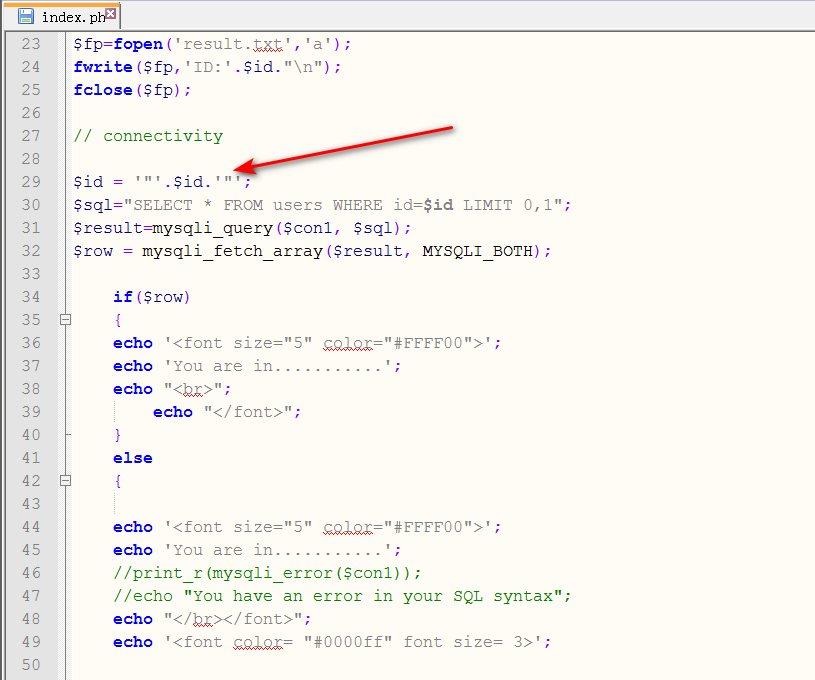 index.ph
23 $fp=fopen('result.txt','a');
24 fwrite($fp,'ID:'.$id."\n");
25 fclose($fp);
26
27 // connectivity
28
29 $id = '"'.$id.'"';
30 $sql="SELECT * FROM users WHERE id=$id LIMIT 0,1";
31 $result=mysqli_query($con1, $sql);
32 $row = mysqli_fetch_array($result, MYSQLI_BOTH);
33
34 if($row)
35 {
36 echo '<font size="5" color="#FFFF00">';
37 echo 'You are in...........';
38 echo "<br>";
39 echo "</font>";
40 }
41 else
42 {
43
44 echo '<font size="5" color="#FFFF00">';
45 echo 'You are in...........';
46 //print_r(mysqli_error($con1));
47 //echo "You have an error in your SQL syntax";
48 echo "</br></font>";
49 echo '<font color= "#0000ff" font size= 3>';
50